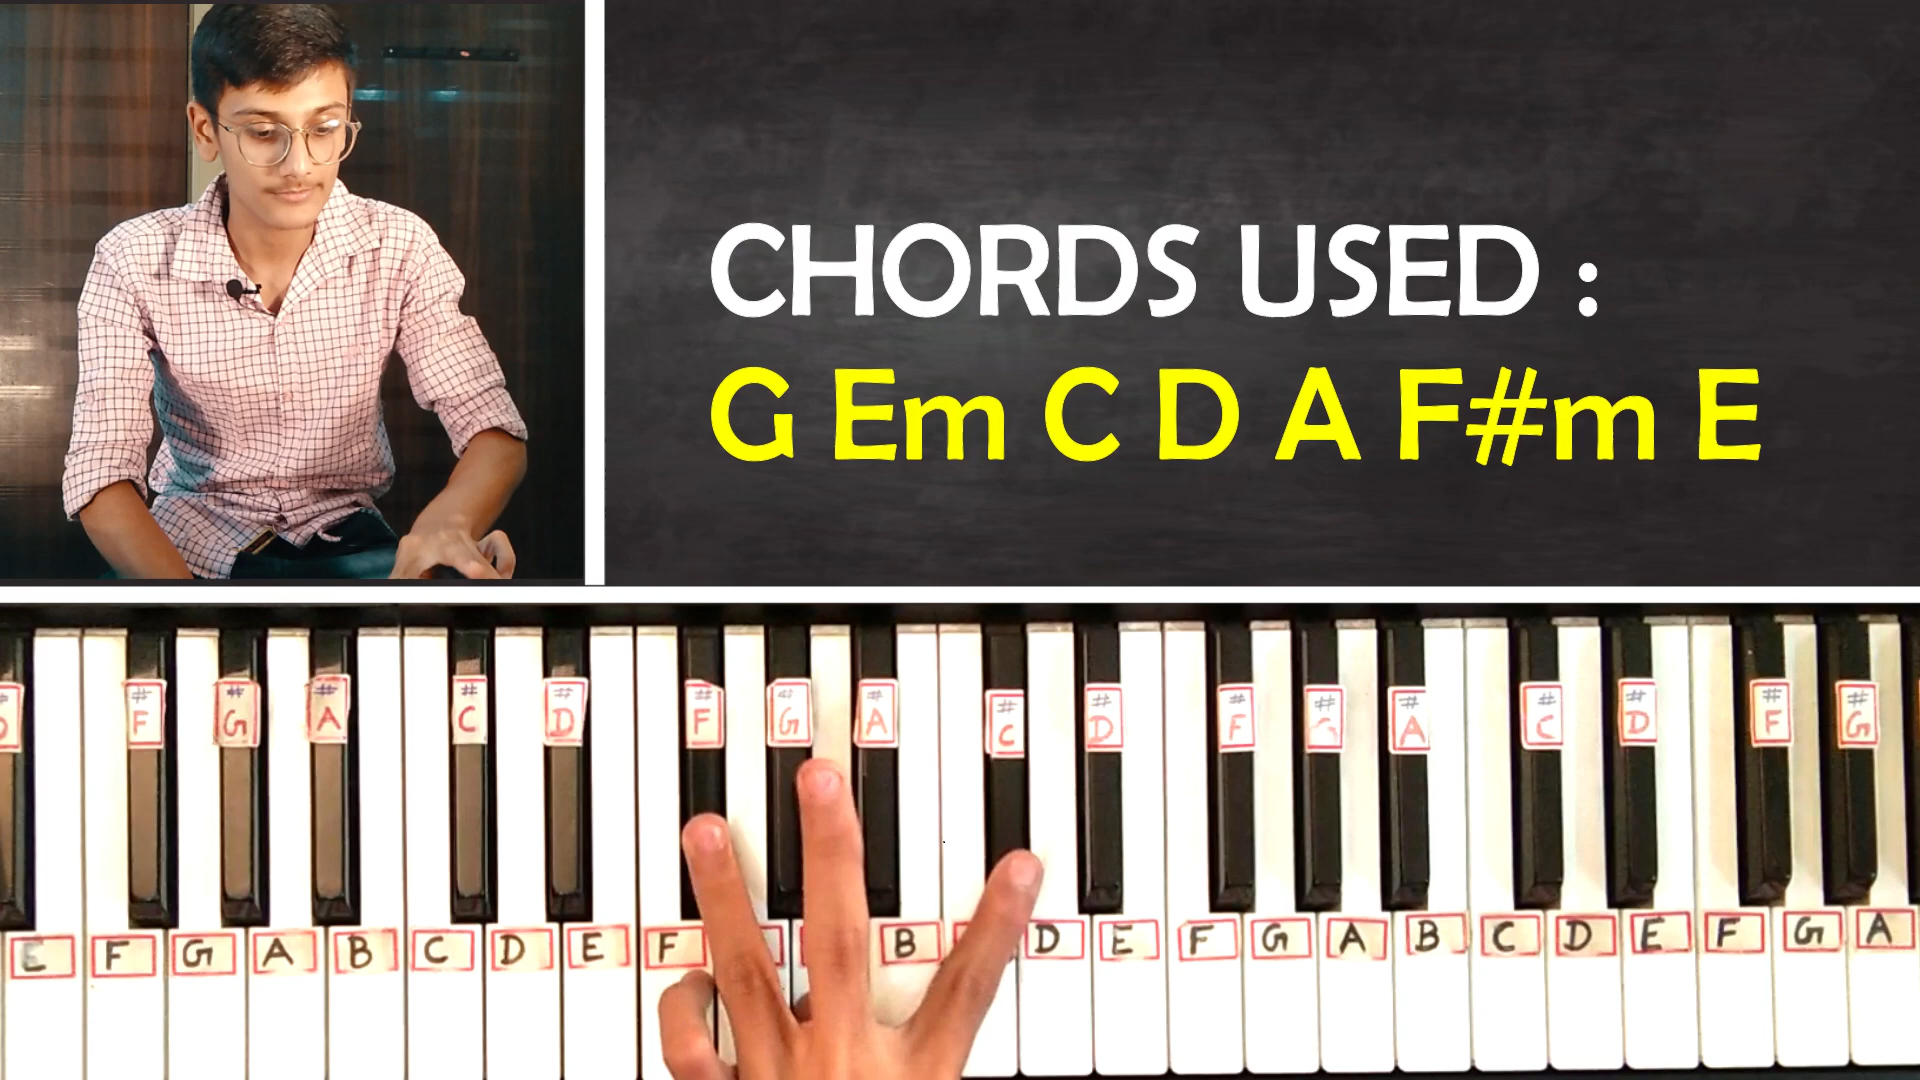 CHORDS USED :
G Em C D A F#m E
# # # # # # # # # # # # # # # # #
F G A C D F G A C D F G A C D F G
E F G A B C D E F B D E F G A B C D E F G A